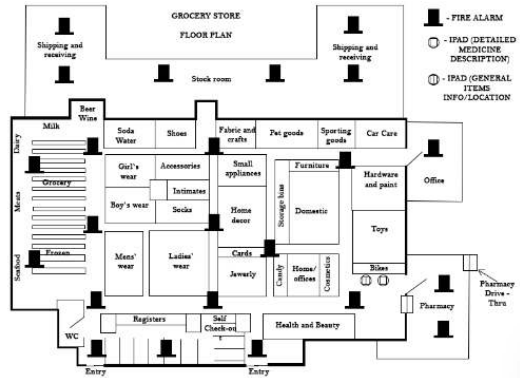 GROCERY STORE
FLOOR PLAN
- FIRE ALARM
- IPAD (DETAILED
MEDICINE
DESCRIPTION)
- IPAD (GENERAL
ITEMS
INFO/LOCATION
Shipping and
receiving
Shipping and
receiving
Stock room
Beer
Wine
Milk
Soda
Water
Shoes
Fabric and
crafts
Pet goods
Sporting
goods
Car Care
Dairy
Girl's
wear
Accessories
Small
appliances
Furniture
Hardware
and paint
Office
Grocery
Intimates
Meats
Boy's wear
Socks
Home
decor
Storage bins
Domestic
Toys
Seafood
Frozen
Mens'
wear
Ladies'
wear
Cards
Jewerly
Candy
Home/
offices
Cosmetics
Bikes
Pharmacy
Drive -
Thru
Pharmacy
WC
Registers
Self
Check-out
Health and Beauty
Entry
Entry